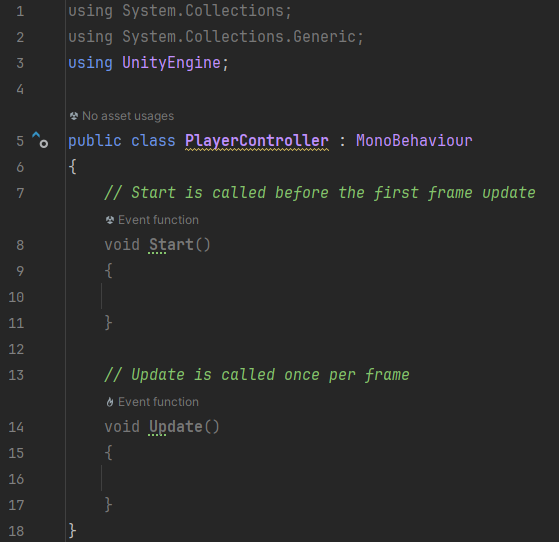 1 using System.Collections;
2 using System.Collections.Generic;
3 using UnityEngine;
4
No asset usages
5 public class PlayerController : MonoBehaviour
6 {
7 // Start is called before the first frame update
Event function
8 void Start()
9 {
10
11 }
12
13 // Update is called once per frame
Event function
14 void Update()
15 {
16
17 }
18 }